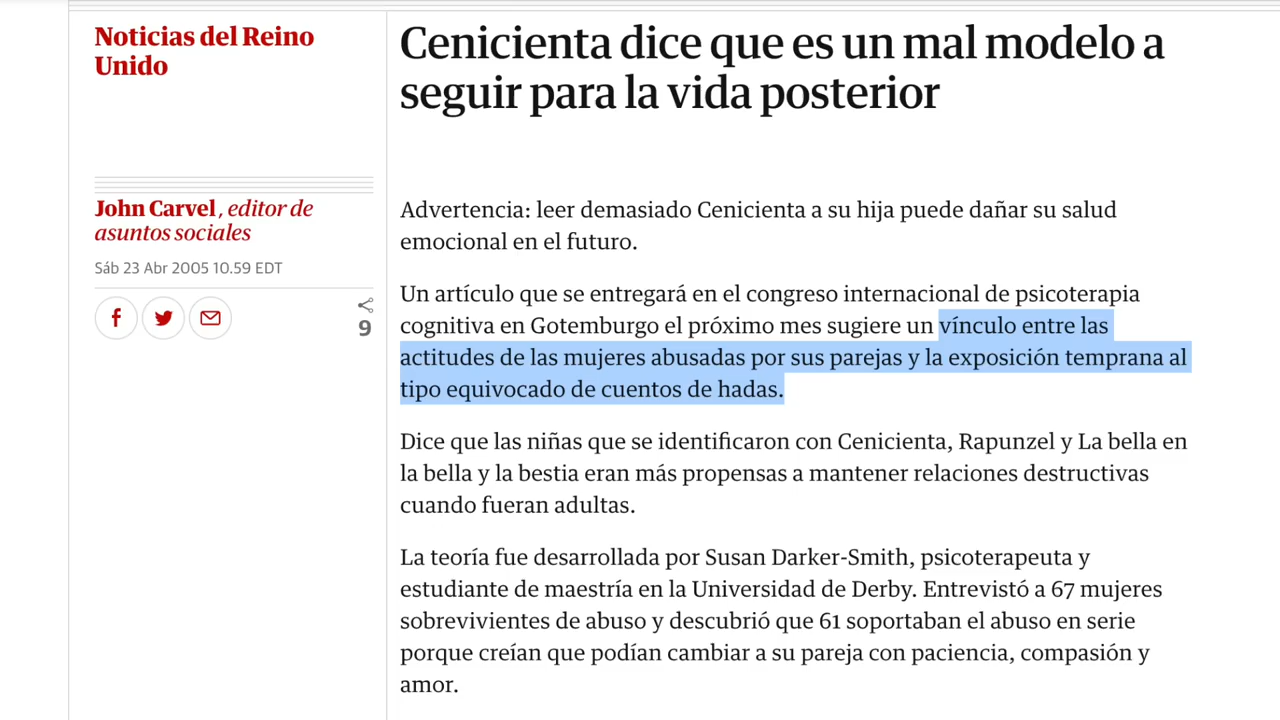 Noticias del Reino
Unido
Cenicienta dice que es un mal modelo a
seguir para la vida posterior
John Carvel, editor de
asuntos sociales
Sáb 23 Abr 2005 10.59 EDT
9
Advertencia: leer demasiado Cenicienta a su hija puede dañar su salud
emocional en el futuro.
Un artículo que se entregará en el congreso internacional de psicoterapia
cognitiva en Gotemburgo el próximo mes sugiere un vínculo entre las
actitudes de las mujeres abusadas por sus parejas y la exposición temprana al
tipo equivocado de cuentos de hadas.
Dice que las niñas que se identificaron con Cenicienta, Rapunzel y La bella en
la bella y la bestia eran más propensas a mantener relaciones destructivas
cuando fueran adultas.
La teoría fue desarrollada por Susan Darker-Smith, psicoterapeuta y
estudiante de maestría en la Universidad de Derby. Entrevistó a 67 mujeres
sobrevivientes de abuso y descubrió que 61 soportaban el abuso en serie
porque creían que podían cambiar a su pareja con paciencia, compasión y
amor.